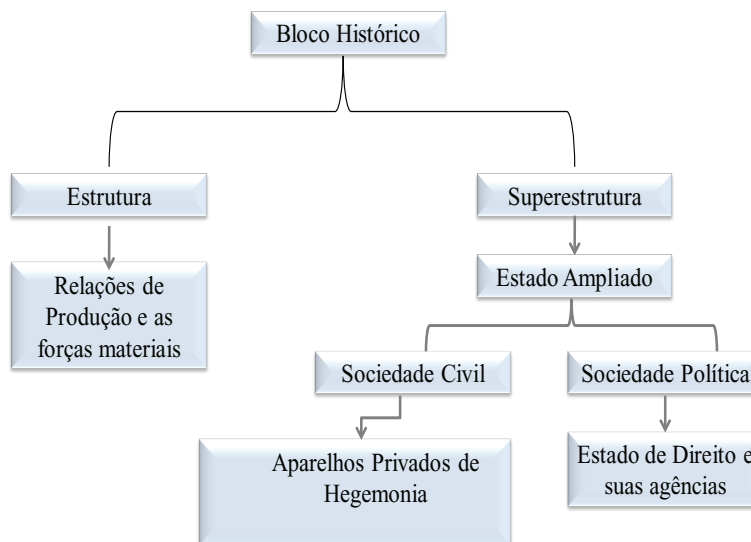 Bloco Histórico
Estrutura
Superestrutura
Relações de
Produção e as
forças materiais
Estado Ampliado
Sociedade Civil
Sociedade Política
Aparelhos Privados de
Hegemonia
Estado de Direito e
suas agências